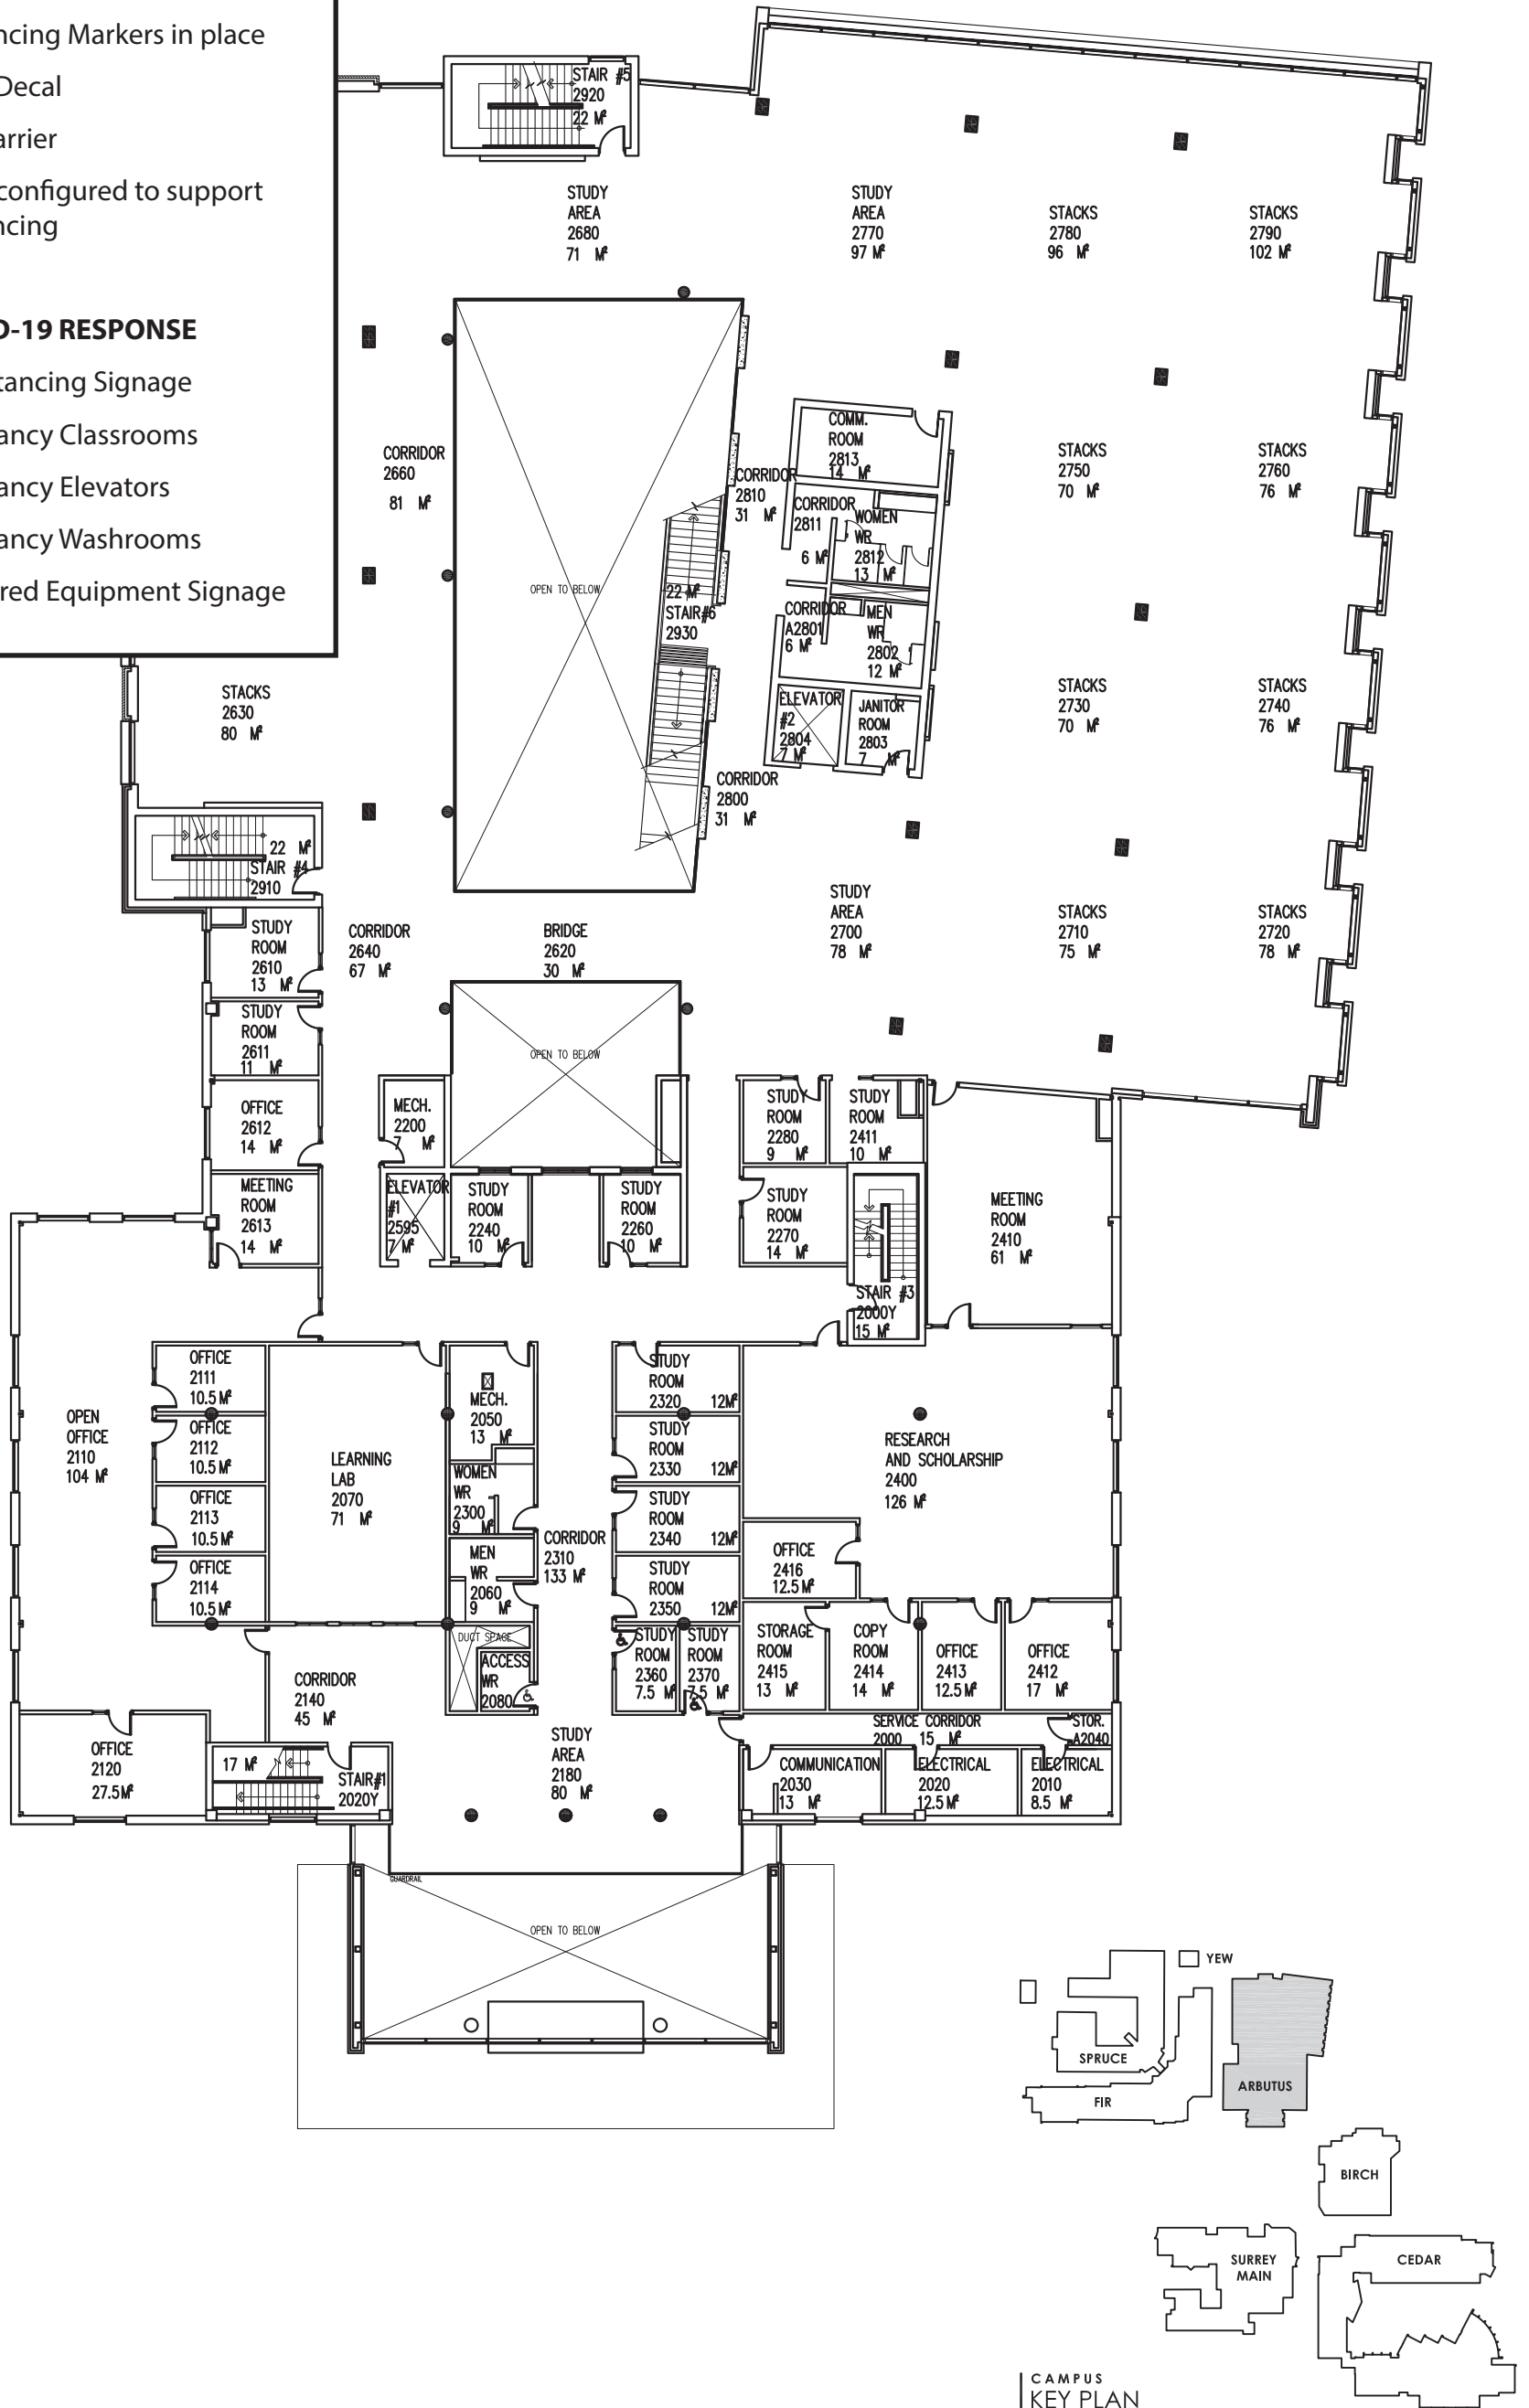 ncing Markers in place
Decal
arrier
configured to support
ncing
D-19 RESPONSE
tancing Signage
ancy Classrooms
ancy Elevators
ancy Washrooms
red Equipment Signage
STAIR #5
2920
22 M²
STUDY
AREA
2680
71 M²
STUDY
AREA
2770
97 M²
STACKS
2780
96 M²
STACKS
2790
102 M²
CORRIDOR
2660
81 M²
OPEN TO BELOW
22 M²
STAIR#6
2930
CORRIDOR
2810
31 M²
COMM.
ROOM
2813
14 M²
CORRIDOR
2811
6 M²
WOMEN
WR
2812
13 M²
CORRIDOR
A2801
6 M²
MEN
WR
2802
12 M²
ELEVATOR
#2
2804
7 M²
JANITOR
ROOM
2803
7 M²
STACKS
2750
70 M²
STACKS
2760
76 M²
STACKS
2730
70 M²
STACKS
2740
76 M²
STACKS
2630
80 M²
CORRIDOR
2800
31 M²
22 M²
STAIR #4
2910
STUDY
ROOM
2610
13 M²
CORRIDOR
2640
67 M²
BRIDGE
2620
30 M²
STUDY
AREA
2700
78 M²
STACKS
2710
75 M²
STACKS
2720
78 M²
STUDY
ROOM
2611
11 M²
OPEN TO BELOW
OFFICE
2612
14 M²
MECH.
2200
7 M²
STUDY
ROOM
2280
9 M²
STUDY
ROOM
2411
10 M²
MEETING
ROOM
2613
14 M²
ELEVATOR
#1
2595
7 M²
STUDY
ROOM
2240
10 M²
STUDY
ROOM
2260
10 M²
STUDY
ROOM
2270
14 M²
MEETING
ROOM
2410
61 M²
STAIR #3
2000Y
15 M²
OFFICE
2111
10.5 M²
OPEN
OFFICE
2110
104 M²
OFFICE
2112
10.5 M²
OFFICE
2113
10.5 M²
OFFICE
2114
10.5 M²
LEARNING
LAB
2070
71 M²
MECH.
2050
13 M²
WOMEN
WR
2300
9 M²
MEN
WR
2060
9 M²
CORRIDOR
2310
133 M²
STUDY
ROOM
2320 12M²
STUDY
ROOM
2330 12M²
STUDY
ROOM
2340 12M²
STUDY
ROOM
2350 12M²
RESEARCH
AND SCHOLARSHIP
2400
126 M²
OFFICE
2416
12.5 M²
DUCT SPACE
ACCESS
WR
2080
STUDY
ROOM
2360
7.5 M²
STUDY
ROOM
2370
7.5 M²
STORAGE
ROOM
2415
13 M²
COPY
ROOM
2414
14 M²
OFFICE
2413
12.5 M²
OFFICE
2412
17 M²
CORRIDOR
2140
45 M²
SERVICE CORRIDOR
2000 15 M²
STOR.
A2040
OFFICE
2120
27.5 M²
17 M²
STAIR#1
2020Y
STUDY
AREA
2180
80 M²
COMMUNICATION
2030
13 M²
ELECTRICAL
2020
12.5 M²
ELECTRICAL
2010
8.5 M²
GUARDRAIL
OPEN TO BELOW
YEW
SPRUCE
FIR
ARBUTUS
BIRCH
SURREY
MAIN
CEDAR
CAMPUS
KEY PLAN